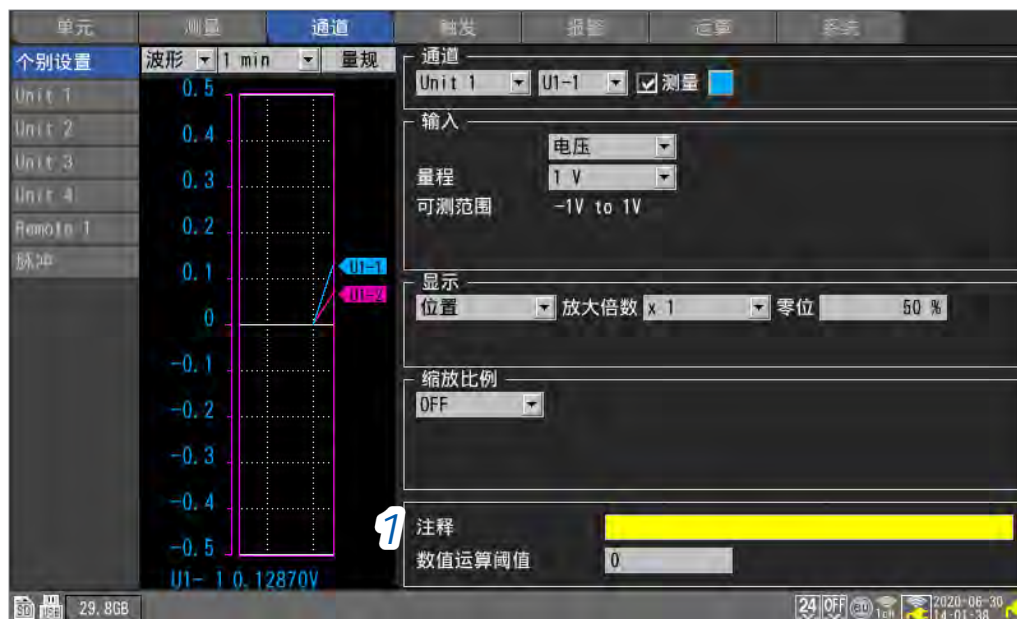 单元 测量 通道 触发 报警 运算 系统
个别设置
Unit 1
Unit 2
Unit 3
Unit 4
Remote 1
脉冲
波形 1 min 量规
0.5
0.4
0.3
0.2
0.1
0
-0.1
-0.2
-0.3
-0.4
-0.5
U1-1
U1-2
U1- 1 0.12870V
通道
Unit 1 U1-1 测量
输入
电压
量程 1 V
可测范围 -1V to 1V
显示
位置 放大倍数 x 1 零位 50 %
缩放比例
OFF
1
注释
数值运算阈值 0
SD USB 29.8GB
24 OFF 1ch 2020-06-30
14-01-38